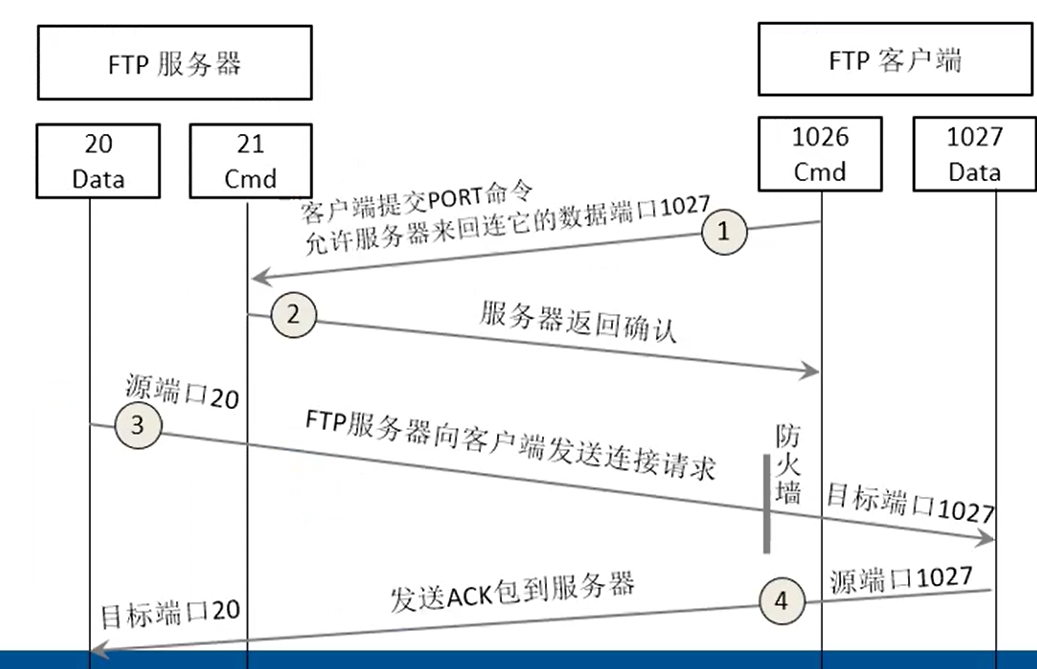 FTP 服务器
FTP 客户端
20
Data
21
Cmd
1026
Cmd
1027
Data
客户端提交PORT命令
允许服务器来回连它的数据端口1027
1
2
服务器返回确认
源端口20
3
FTP服务器向客户端发送连接请求
防火墙
目标端口1027
源端口1027
4
发送ACK包到服务器
目标端口20